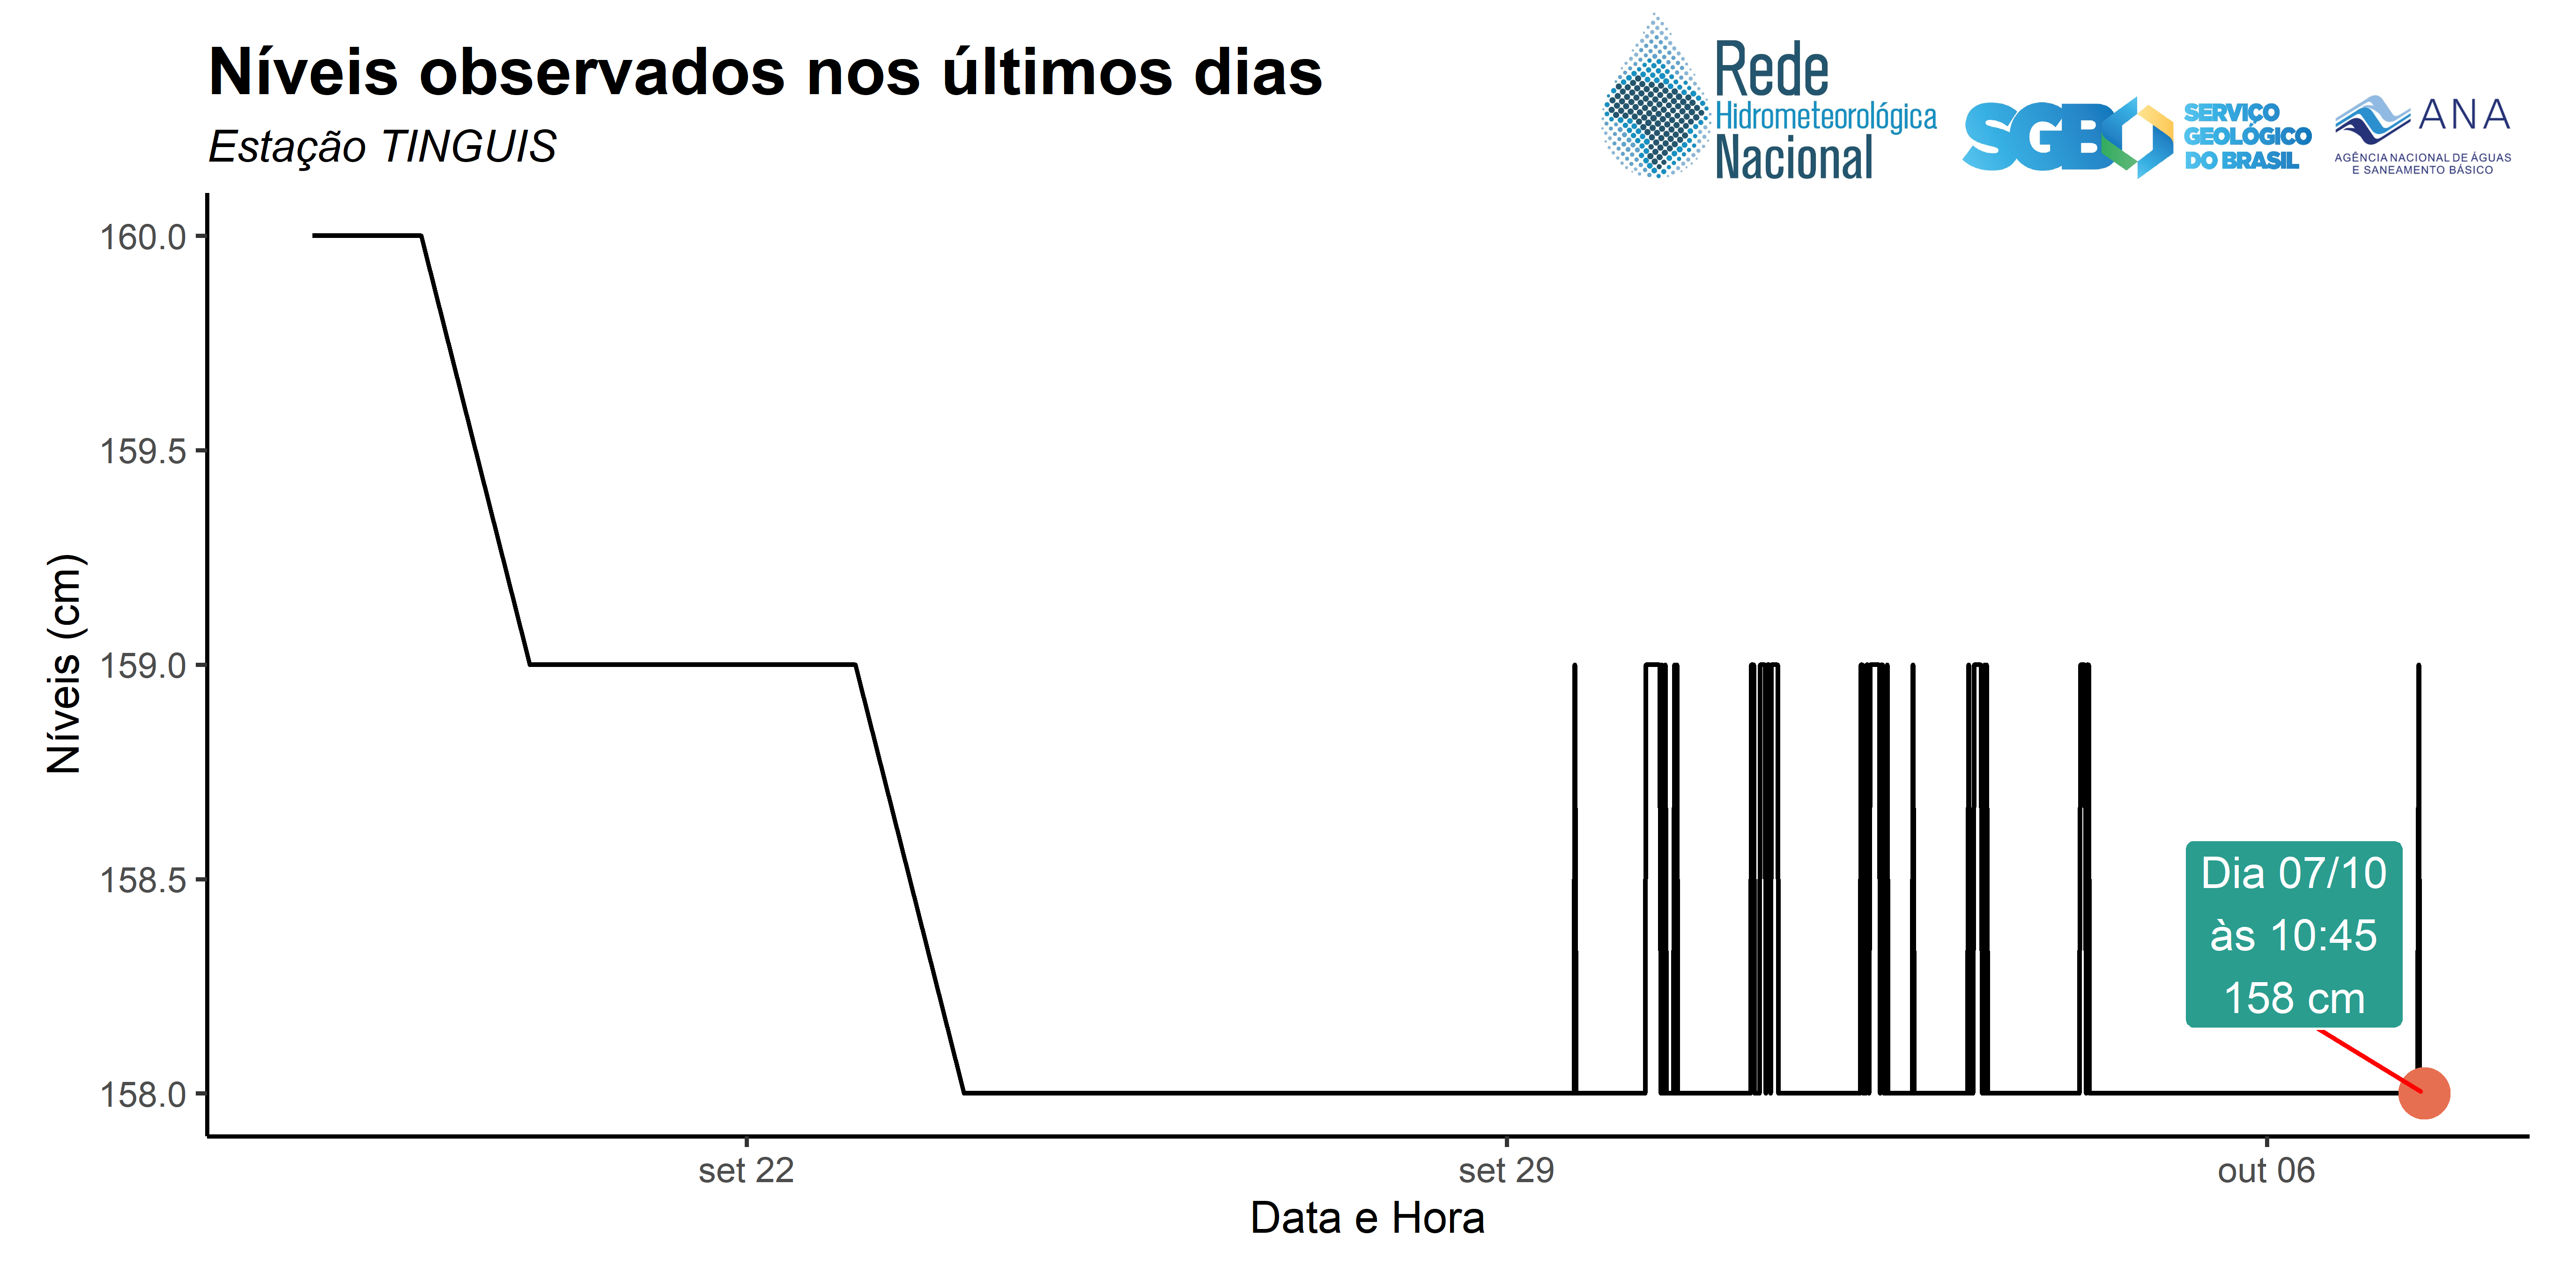 Níveis observados nos últimos dias
Estação TINGUIS
Rede
Hidrometeorológica
Nacional
SGB
SERVIÇO
GEOLÓGICO
DO BRASIL
ANA
AGÊNCIA NACIONAL DE ÁGUAS
E SANEAMENTO BÁSICO
Níveis (cm)
160.0
159.5
159.0
158.5
158.0
Dia 07/10
às 10:45
158 cm
set 22
set 29
out 06
Data e Hora